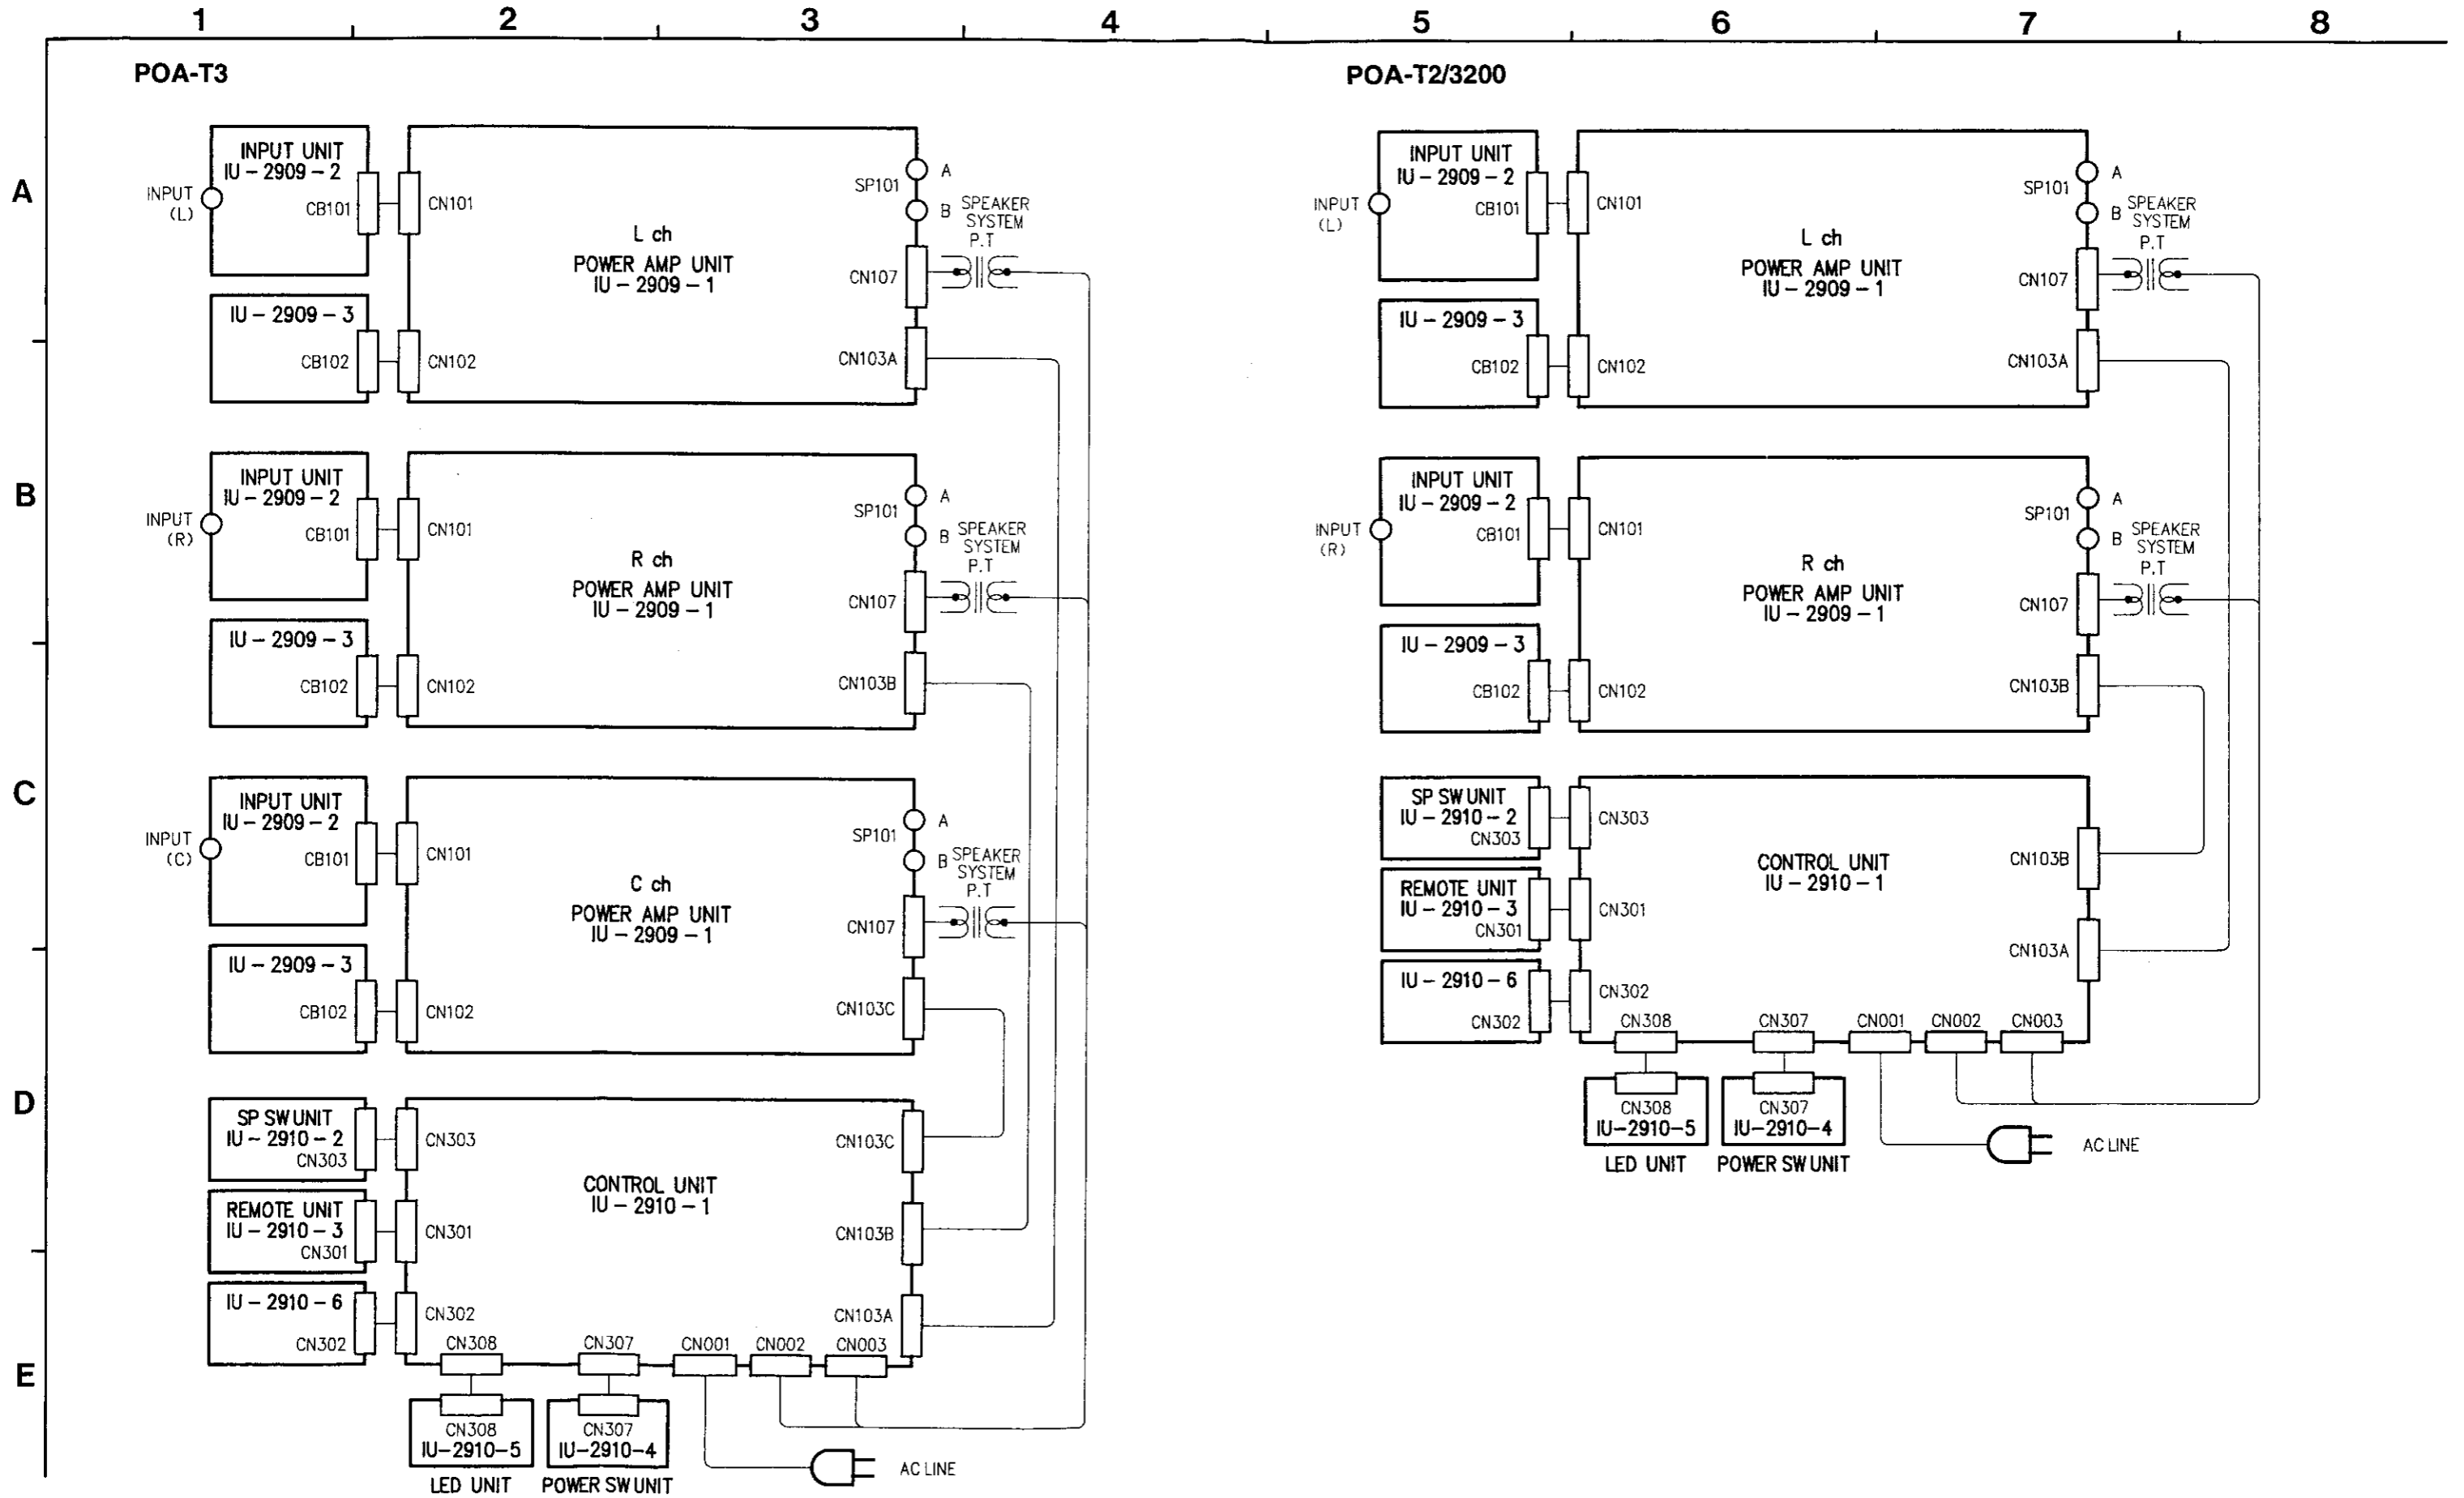 1 2 3 4 5 6 7 8
A
B
C
D
E
POA-T3
INPUT UNIT
IU-2909-2
INPUT
(L)
CB101
CN101
IU-2909-3
CB102
CN102
L ch
POWER AMP UNIT
IU-2909-1
SP101
A
B
SPEAKER
SYSTEM
P.T
CN107
CN103A
INPUT UNIT
IU-2909-2
INPUT
(R)
CB101
CN101
IU-2909-3
CB102
CN102
R ch
POWER AMP UNIT
IU-2909-1
SP101
A
B
SPEAKER
SYSTEM
P.T
CN107
CN103B
INPUT UNIT
IU-2909-2
INPUT
(C)
CB101
CN101
IU-2909-3
CB102
CN102
C ch
POWER AMP UNIT
IU-2909-1
SP101
A
B
SPEAKER
SYSTEM
P.T
CN107
CN103C
SP SW UNIT
IU-2910-2
CN303
CN303
REMOTE UNIT
IU-2910-3
CN301
CN301
IU-2910-6
CN302
CN302
CONTROL UNIT
IU-2910-1
CN103C
CN103B
CN103A
CN308
CN307
CN001
CN002
CN003
CN308
IU-2910-5
LED UNIT
CN307
IU-2910-4
POWER SW UNIT
AC LINE
POA-T2/3200
INPUT UNIT
IU-2909-2
INPUT
(L)
CB101
CN101
IU-2909-3
CB102
CN102
L ch
POWER AMP UNIT
IU-2909-1
SP101
A
B
SPEAKER
SYSTEM
P.T
CN107
CN103A
INPUT UNIT
IU-2909-2
INPUT
(R)
CB101
CN101
IU-2909-3
CB102
CN102
R ch
POWER AMP UNIT
IU-2909-1
SP101
A
B
SPEAKER
SYSTEM
P.T
CN107
CN103B
SP SW UNIT
IU-2910-2
CN303
CN303
REMOTE UNIT
IU-2910-3
CN301
CN301
IU-2910-6
CN302
CN302
CONTROL UNIT
IU-2910-1
CN103B
CN103A
CN308
CN307
CN001
CN002
CN003
CN308
IU-2910-5
LED UNIT
CN307
IU-2910-4
POWER SW UNIT
AC LINE